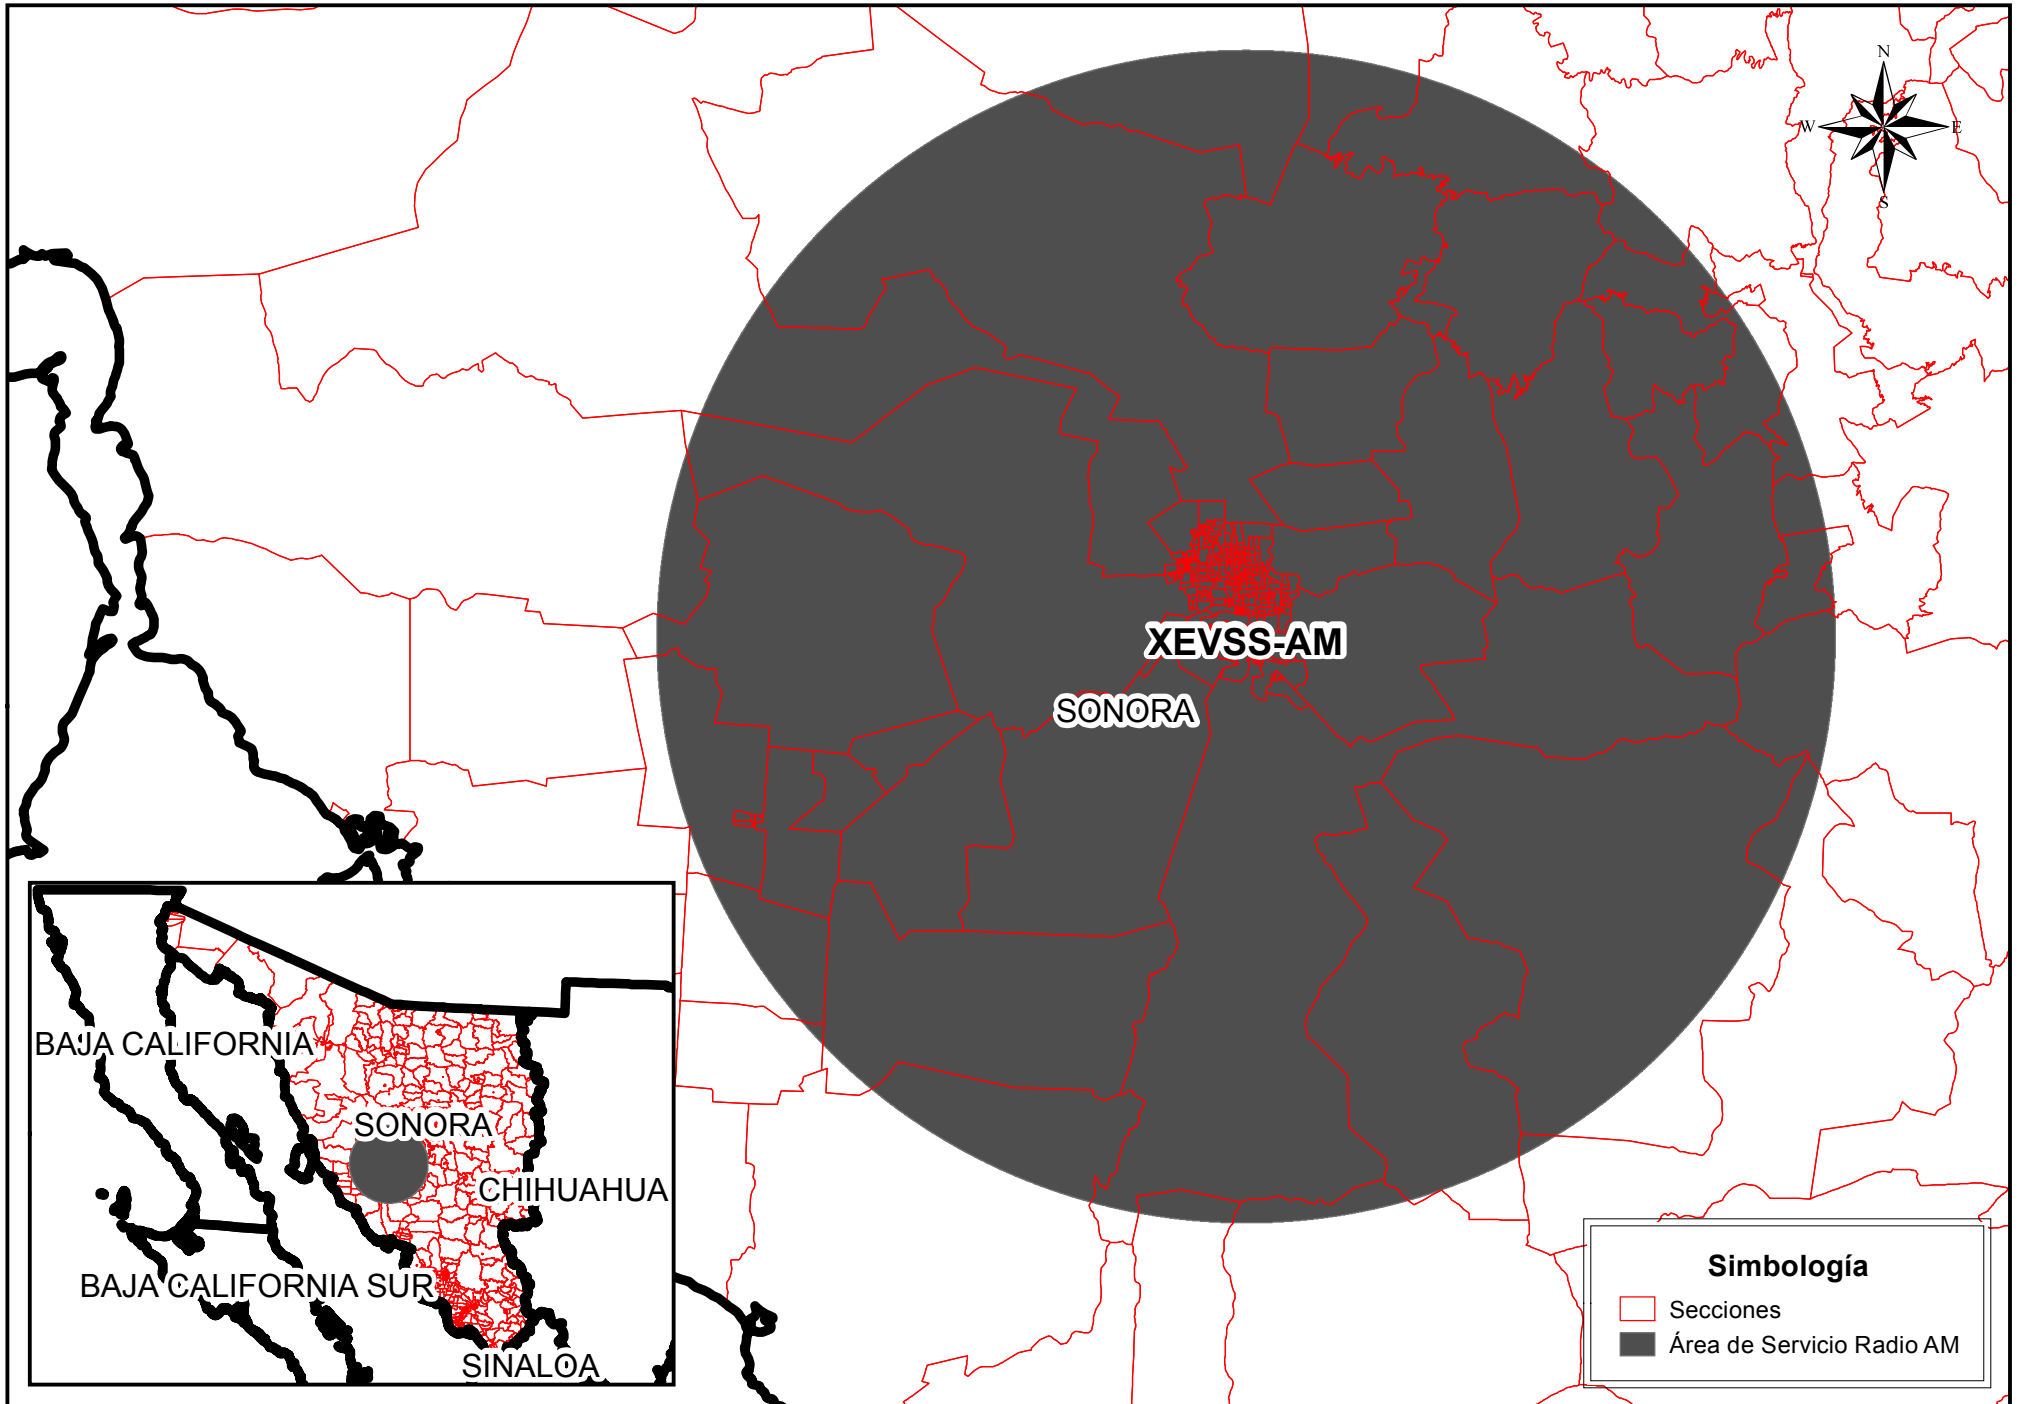 N
W
E
S
XEVSS-AM
SONORA
BAJA CALIFORNIA
SONORA
CHIHUAHUA
BAJA CALIFORNIA SUR
SINALOA
Simbología
Secciones
Área de Servicio Radio AM